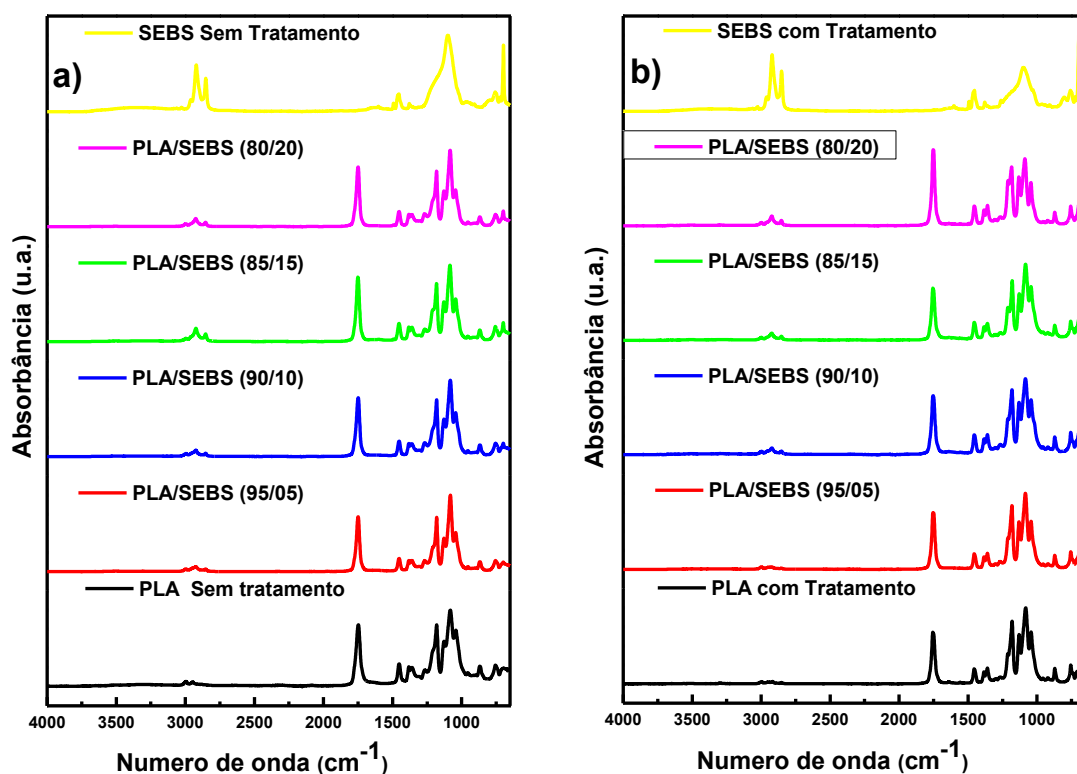 a)
SEBS Sem Tratamento
PLA/SEBS (80/20)
PLA/SEBS (85/15)
PLA/SEBS (90/10)
PLA/SEBS (95/05)
PLA Sem tratamento
Absorbância (u.a.)
4000 3500 3000 2500 2000 1500 1000
Numero de onda (cm-1)
b)
SEBS com Tratamento
PLA/SEBS (80/20)
PLA/SEBS (85/15)
PLA/SEBS (90/10)
PLA/SEBS (95/05)
PLA com Tratamento
Absorbância (u.a.)
4000 3500 3000 2500 2000 1500 1000
Numero de onda (cm-1)